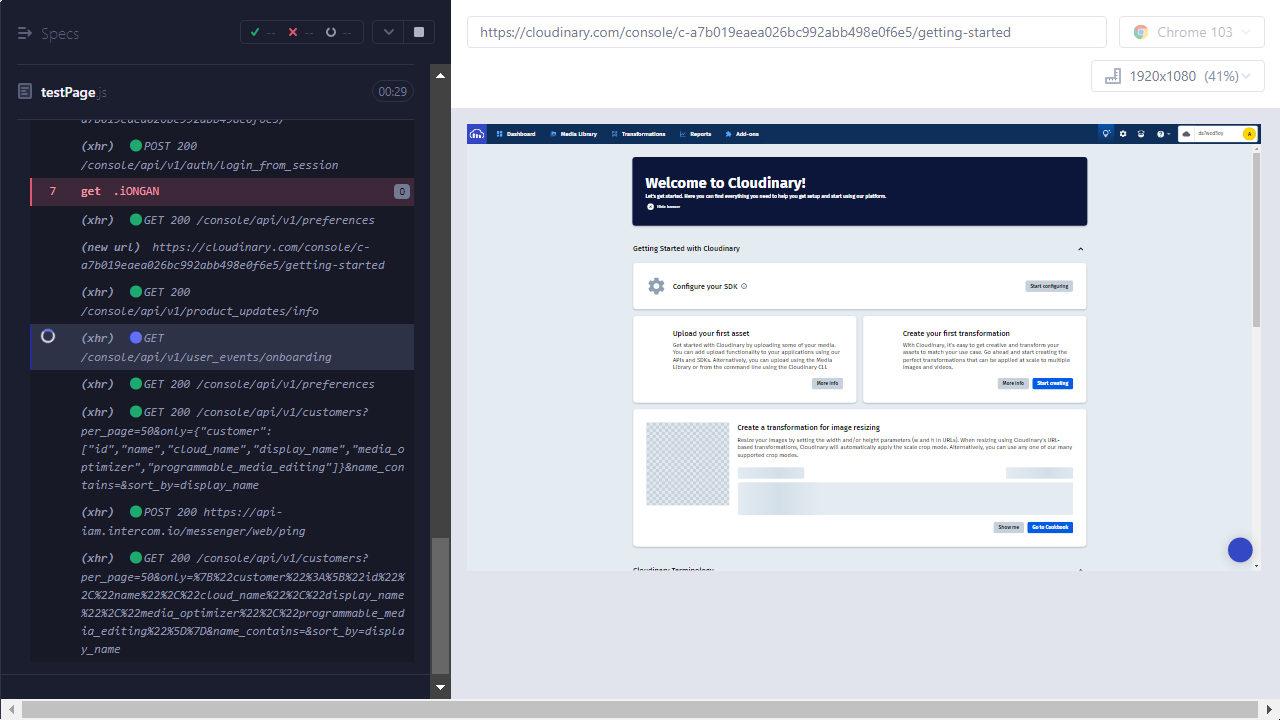 Specs
--
--
--
https://cloudinary.com/console/c-a7b019eaea026bc992abb498e0f6e5/getting-started
Chrome 103
1920x1080 (41%)
testPage.js
00:29
a7b019eaea026bc992abb498e0f6e5/
(xhr) POST 200
/console/api/v1/auth/login_from_session
7 get .iONGAN 0
(xhr) GET 200 /console/api/v1/preferences
(new url) https://cloudinary.com/console/c-
a7b019eaea026bc992abb498e0f6e5/getting-started
(xhr) GET 200
/console/api/v1/product_updates/info
(xhr) GET
/console/api/v1/user_events/onboarding
(xhr) GET 200 /console/api/v1/preferences
(xhr) GET 200 /console/api/v1/customers?
per_page=50&only={"customer":
["id","name","cloud_name","display_name","media_o
ptimizer","programmable_media_editing"]}&name_con
tains=&sort_by=display_name
(xhr) POST 200 https://api-
iam.intercom.io/messenger/web/ping
(xhr) GET 200 /console/api/v1/customers?
per_page=50&only=%7B%22customer%22%3A%5B%22id%22%
2C%22name%22%2C%22cloud_name%22%2C%22display_name
%22%2C%22media_optimizer%22%2C%22programmable_med
ia_editing%22%5D%7D&name_contains=&sort_by=displa
y_name
Dashboard Media Library Transformations Reports Add-ons
A
Welcome to Cloudinary!
Let's get started. Here you can find everything you need to help you get setup and start using our platform.
Hide banner
Getting Started with Cloudinary
Configure your SDK
Start configuring
Upload your first asset
Get started with Cloudinary by uploading some of your media.
You can add upload functionality to your applications using our
APIs and SDKs. Alternatively, you can upload using the Media
Library or from the command line using the Cloudinary CLI.
More info
Create your first transformation
With Cloudinary, it's easy to get creative and transform your
assets to match your use case. Go ahead and start creating the
perfect transformations that can be applied at scale to multiple
images and videos.
More info Start creating
Create a transformation for image resizing
Resize your images by setting the width and/or height parameters (w and h in URLs). When resizing using Cloudinary's URL-
based transformations, Cloudinary will automatically apply the scale crop mode. Alternatively, you can use any one of our many
supported crop modes.
Show me Go to Cookbook
Cloudinary Terminology